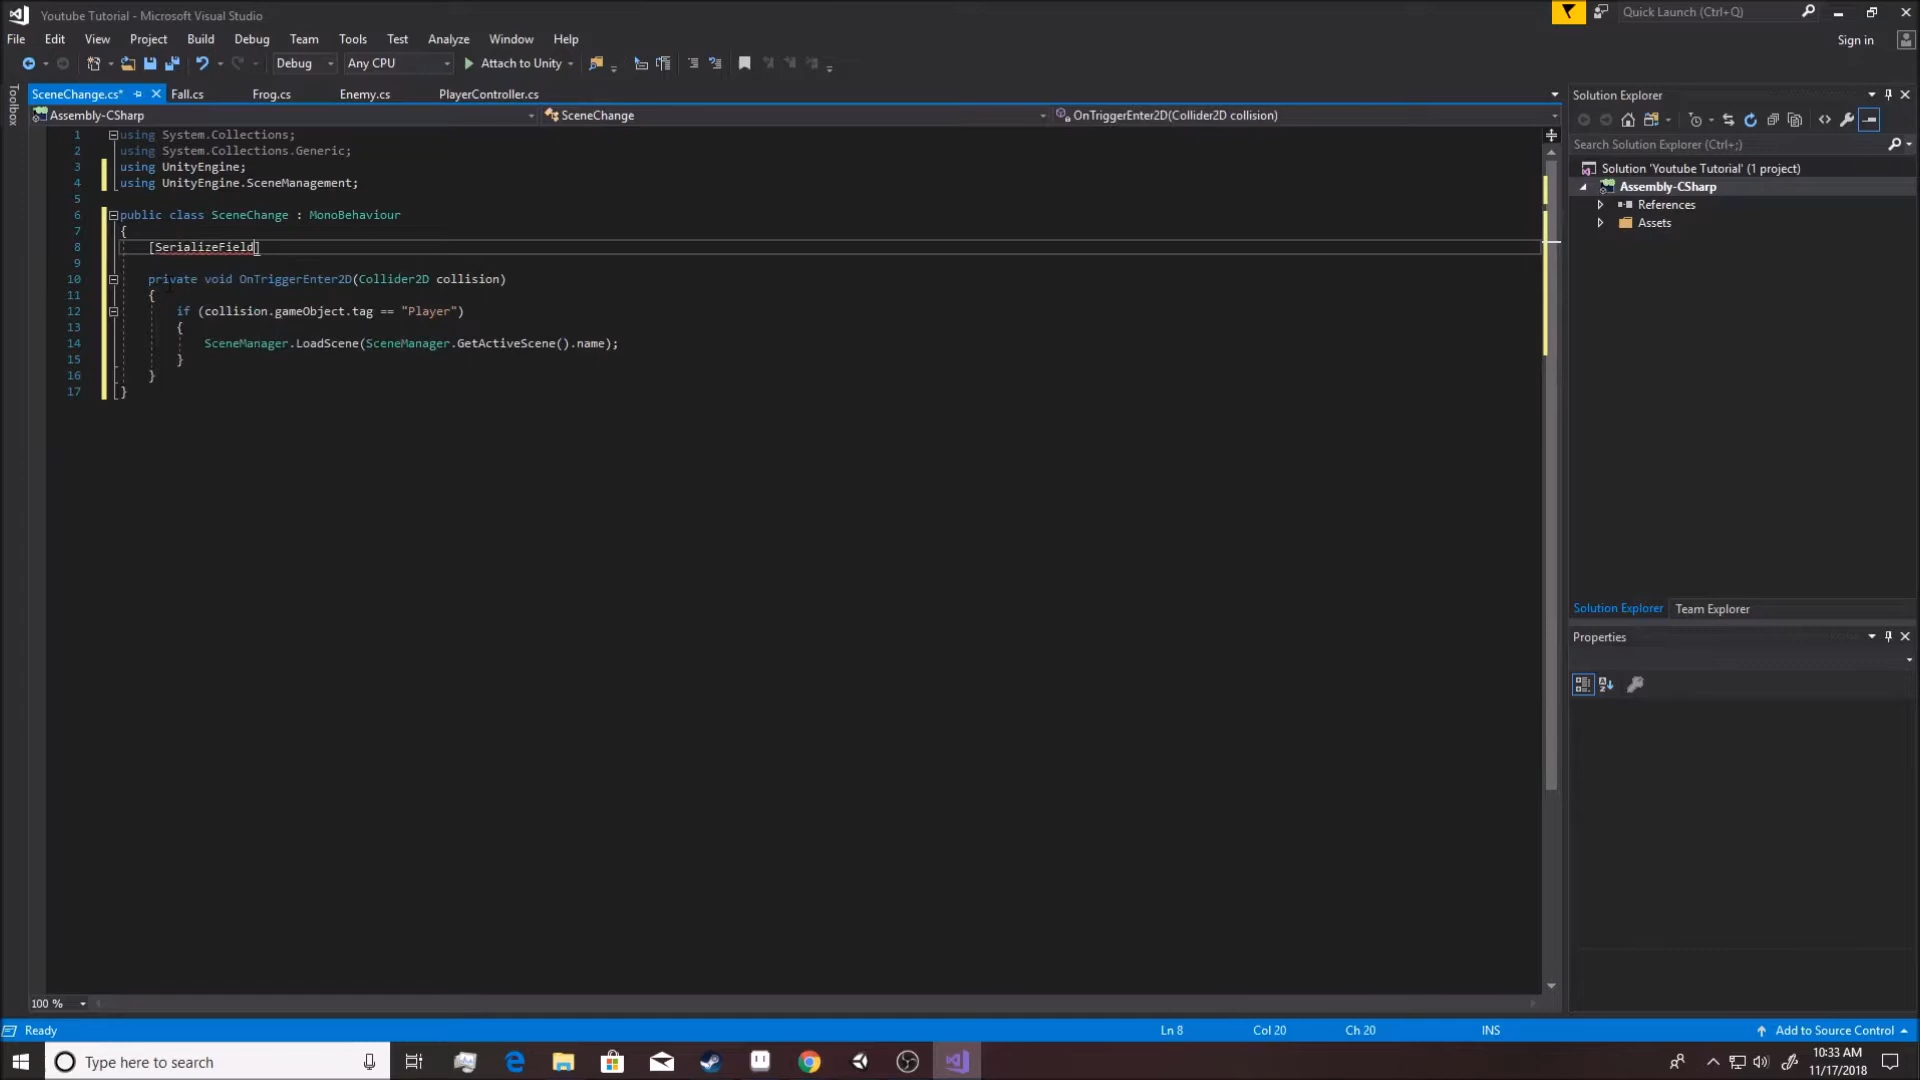 Youtube Tutorial - Microsoft Visual Studio
Quick Launch (Ctrl+Q)
File Edit View Project Build Debug Team Tools Test Analyze Window Help
Sign in
Debug Any CPU Attach to Unity
Toolbox
SceneChange.cs* Fall.cs Frog.cs Enemy.cs PlayerController.cs
Assembly-CSharp SceneChange OnTriggerEnter2D(Collider2D collision)
1 using System.Collections;
2 using System.Collections.Generic;
3 using UnityEngine;
4 using UnityEngine.SceneManagement;
5
6 public class SceneChange : MonoBehaviour
7 {
8 [SerializeField]
9
10 private void OnTriggerEnter2D(Collider2D collision)
11 {
12 if (collision.gameObject.tag == "Player")
13 {
14 SceneManager.LoadScene(SceneManager.GetActiveScene().name);
15 }
16 }
17 }
Solution Explorer
Search Solution Explorer (Ctrl+;)
Solution 'Youtube Tutorial' (1 project)
Assembly-CSharp
References
Assets
Solution Explorer Team Explorer
Properties
100 %
Ready Ln 8 Col 20 Ch 20 INS Add to Source Control
Type here to search
10:33 AM
11/17/2018